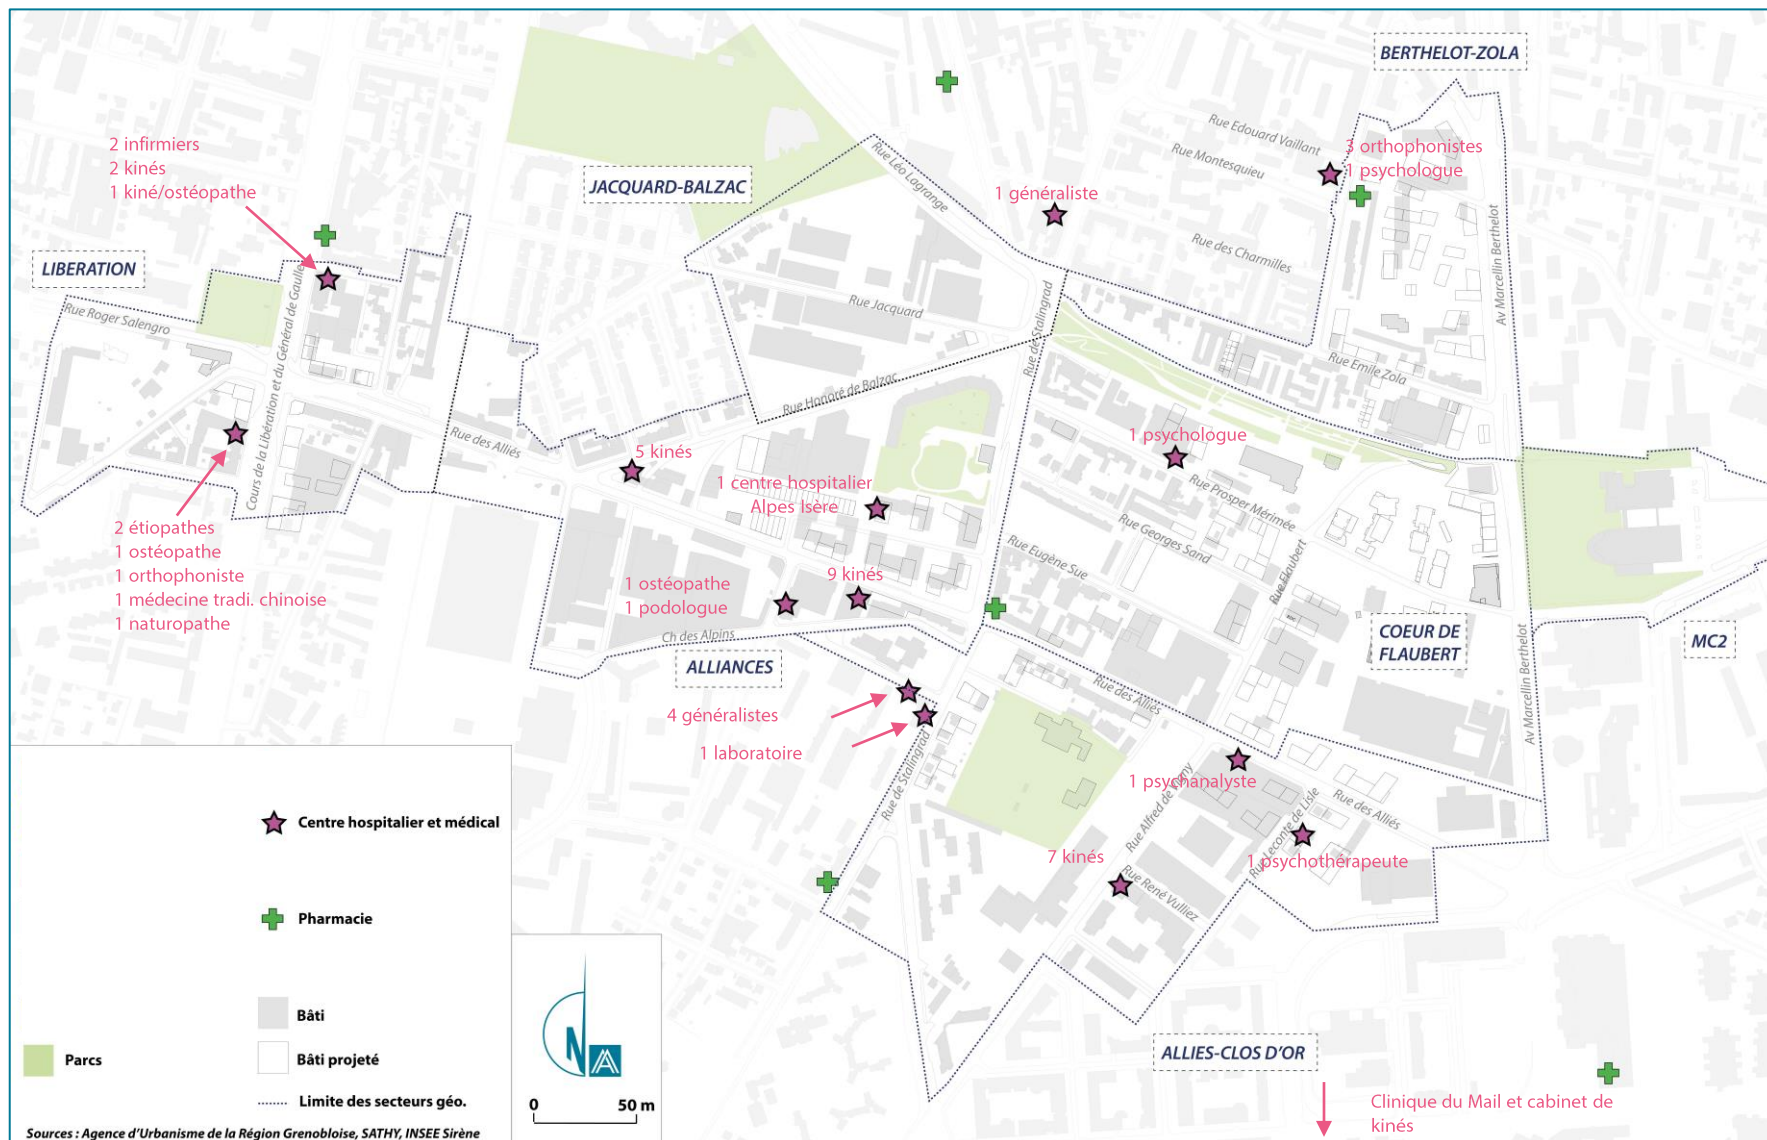 BERTHELOT-ZOLA
2 infirmiers
2 kinés
1 kiné/ostéopathe
JACQUARD-BALZAC
LIBERATION
Rue Léo Lagrange
1 généraliste
Rue Edouard Vaillant
Rue Montesquieu
3 orthophonistes
1 psychologue
Rue des Charmilles
Av Marcellin Berthelot
Rue Roger Salengro
Cours de la Libération et du Général de Gaulle
Rue Jacquard
Rue de Stalingrad
Rue Honoré de Balzac
Rue Emile Zola
Rue des Alliés
5 kinés
1 centre hospitalier
Alpes Isère
1 psychologue
Rue Prosper Mérimée
Rue Georges Sand
Rue Eugène Sue
Rue Flaubert
2 étiopathes
1 ostéopathe
1 orthophoniste
1 médecine tradi. chinoise
1 naturopathe
1 ostéopathe
1 podologue
9 kinés
Ch des Alpins
ALLIANCES
COEUR DE
FLAUBERT
MC2
Av Marcellin Berthelot
4 généralistes
1 laboratoire
Rue de Stalingrad
Rue des Alliés
1 psychanalyste
Rue Alfred de Vigny
Rue Leconte de Lisle
Rue des Alliés
1 psychothérapeute
7 kinés
Rue René Vulliez
ALLIES-CLOS D'OR
Clinique du Mail et cabinet de
kinés
Centre hospitalier et médical
Pharmacie
Bâti
Parcs
Bâti projeté
Limite des secteurs géo.
N
0 50 m
Sources : Agence d'Urbanisme de la Région Grenobloise, SATHY, INSEE Sirène